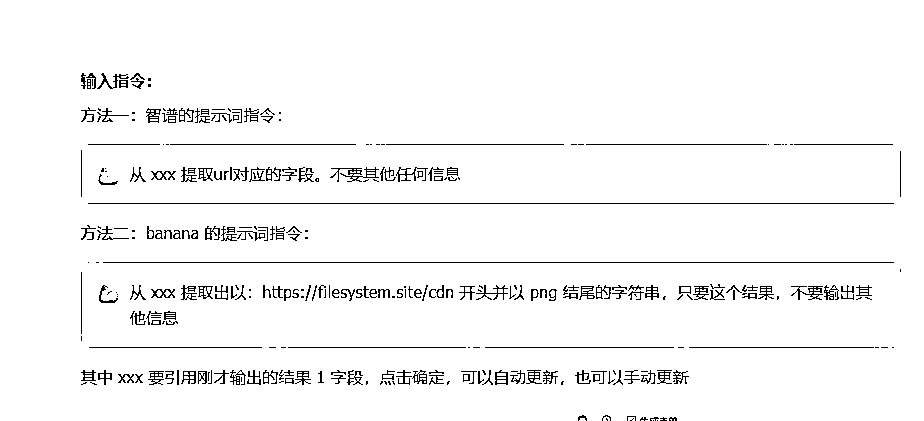 输入指令：
方法一：智谱的提示词指令：
从 xxx 提取url对应的字段。不要其他任何信息
方法二：banana 的提示词指令：
从 xxx 提取出以：https://filesystem.site/cdn 开头并以 png 结尾的字符串，只要这个结果，不要输出其
他信息
其中 xxx 要引用刚才输出的结果 1 字段，点击确定，可以自动更新，也可以手动更新